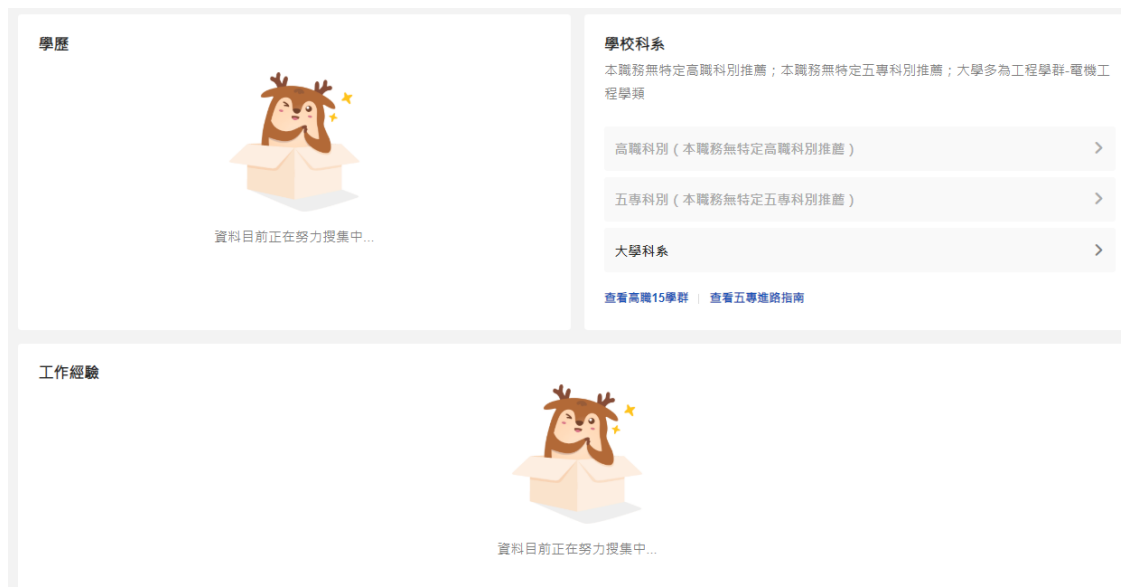 學歷
資料目前正在努力搜集中...
學校科系
本職務無特定高職科別推薦；本職務無特定五專科別推薦；大學多為工程學群-電機工
程學類
高職科別（本職務無特定高職科別推薦）
五專科別（本職務無特定五專科別推薦）
大學科系
查看高職15學群 | 查看五專進路指南
工作經驗
資料目前正在努力搜集中...